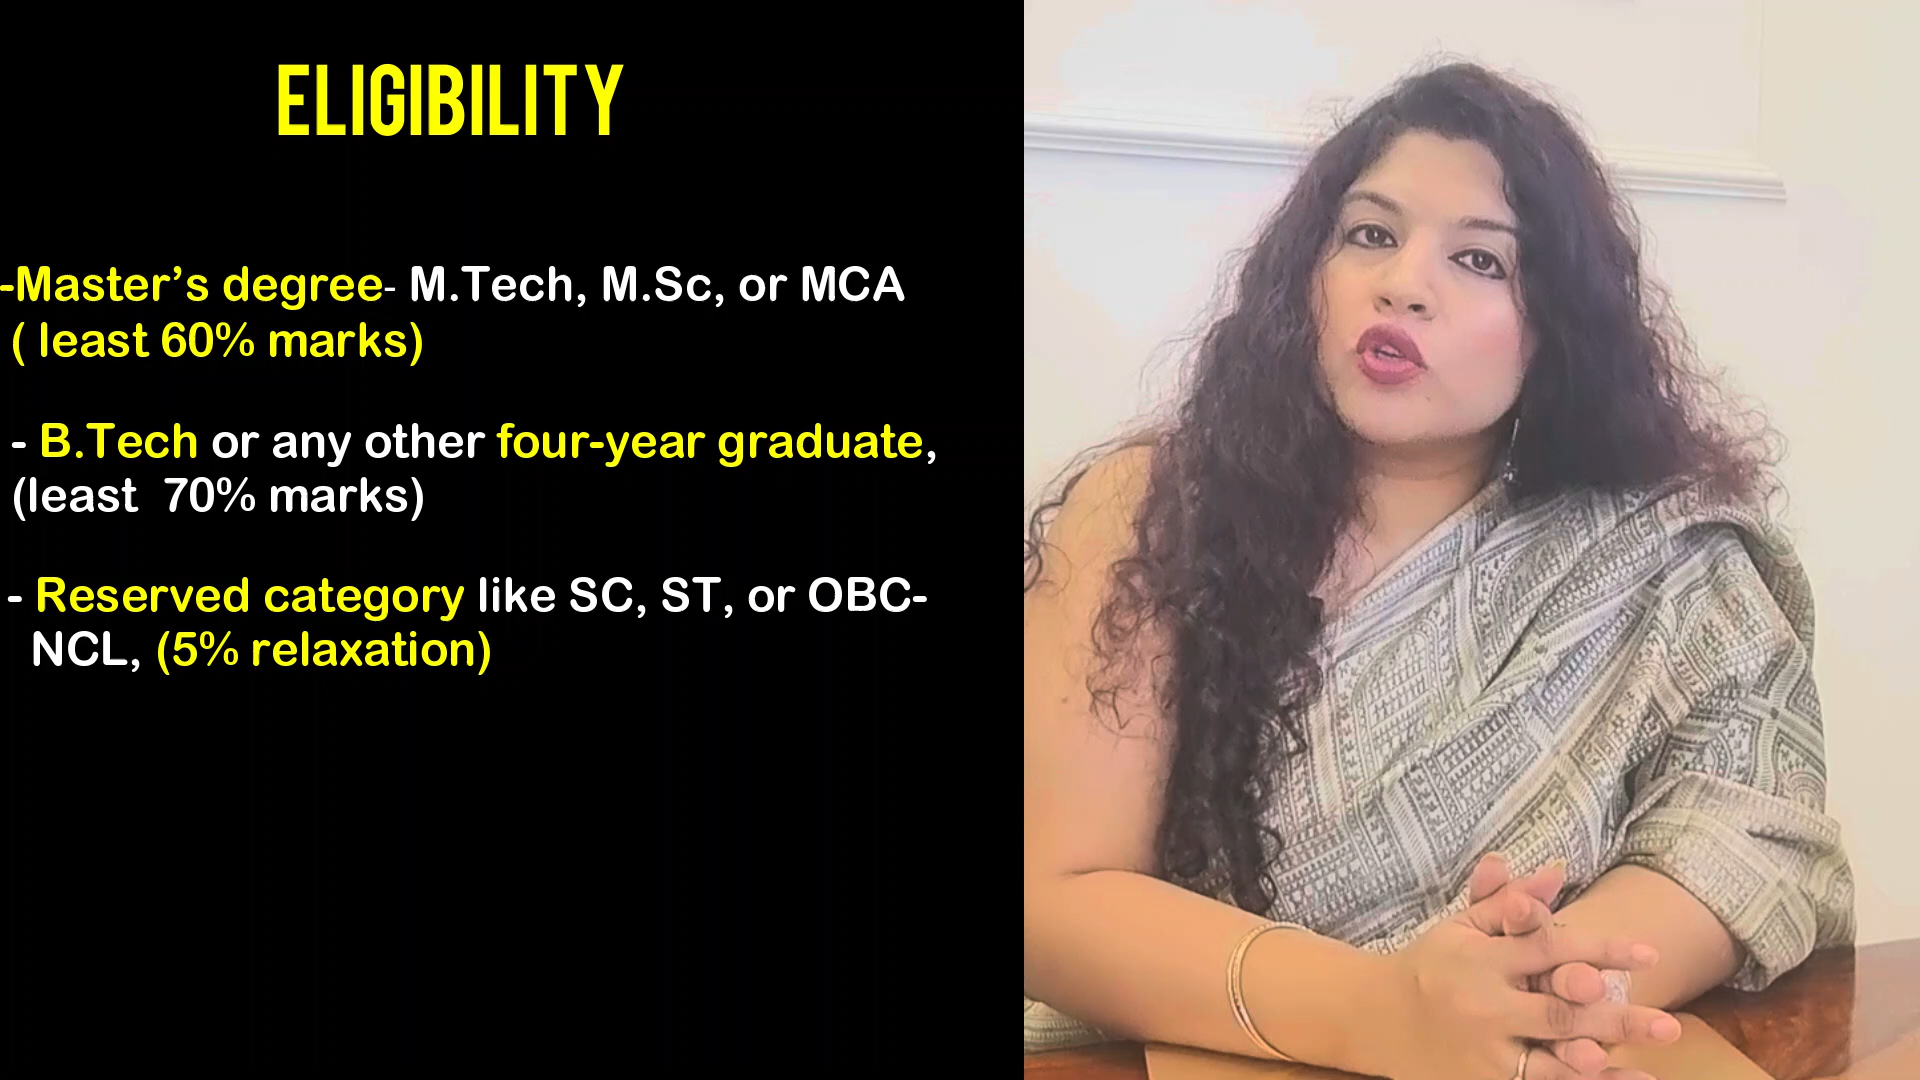 ELIGIBILITY
-Master's degree- M.Tech, M.Sc, or MCA
( least 60% marks)
- B.Tech or any other four-year graduate,
(least 70% marks)
- Reserved category like SC, ST, or OBC-
NCL, (5% relaxation)